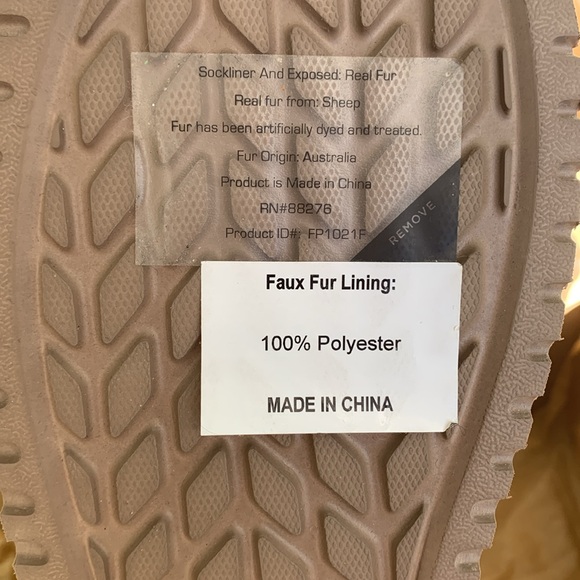 Sockliner And Exposed: Real Fur
Real fur from: Sheep
Fur has been artificially dyed and treated.
Fur Origin: Australia
Product is Made in China
RN#88276
Product ID#: FP1021F
REMOVE
Faux Fur Lining:
100% Polyester
MADE IN CHINA